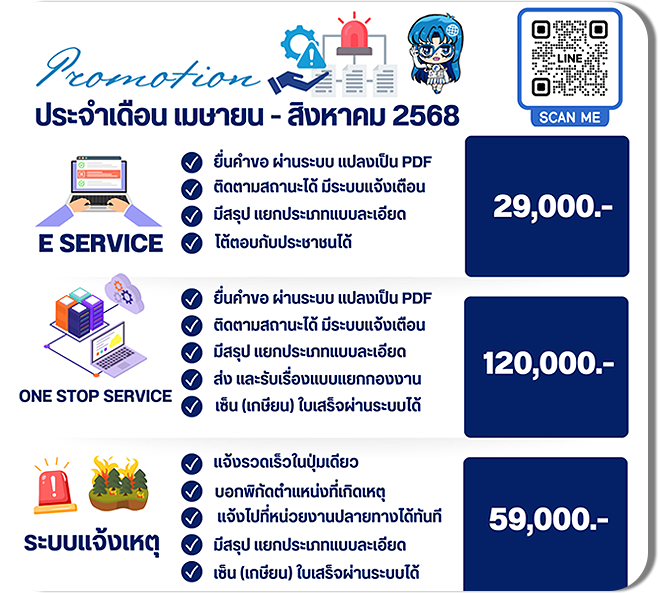 Promotion
ประจำเดือน เมษายน - สิงหาคม 2568
LINE
SCAN ME
ยื่นคำขอ ผ่านระบบ แปลงเป็น PDF
ติดตามสถานะได้ มีระบบแจ้งเตือน
มีสรุป แยกประเภทแบบละเอียด
โต้ตอบกับประชาชนได้
E SERVICE
29,000.-
ยื่นคำขอ ผ่านระบบ แปลงเป็น PDF
ติดตามสถานะได้ มีระบบแจ้งเตือน
มีสรุป แยกประเภทแบบละเอียด
ส่ง และรับเรื่องแบบแยกกองงาน
เซ็น (เกษียน) ใบเสร็จผ่านระบบได้
ONE STOP SERVICE
120,000.-
แจ้งรวดเร็วในปุ่มเดียว
บอกพิกัดตำแหน่งที่เกิดเหตุ
แจ้งไปที่หน่วยงานปลายทางได้ทันที
มีสรุป แยกประเภทแบบละเอียด
เซ็น (เกษียน) ใบเสร็จผ่านระบบได้
ระบบแจ้งเหตุ
59,000.-